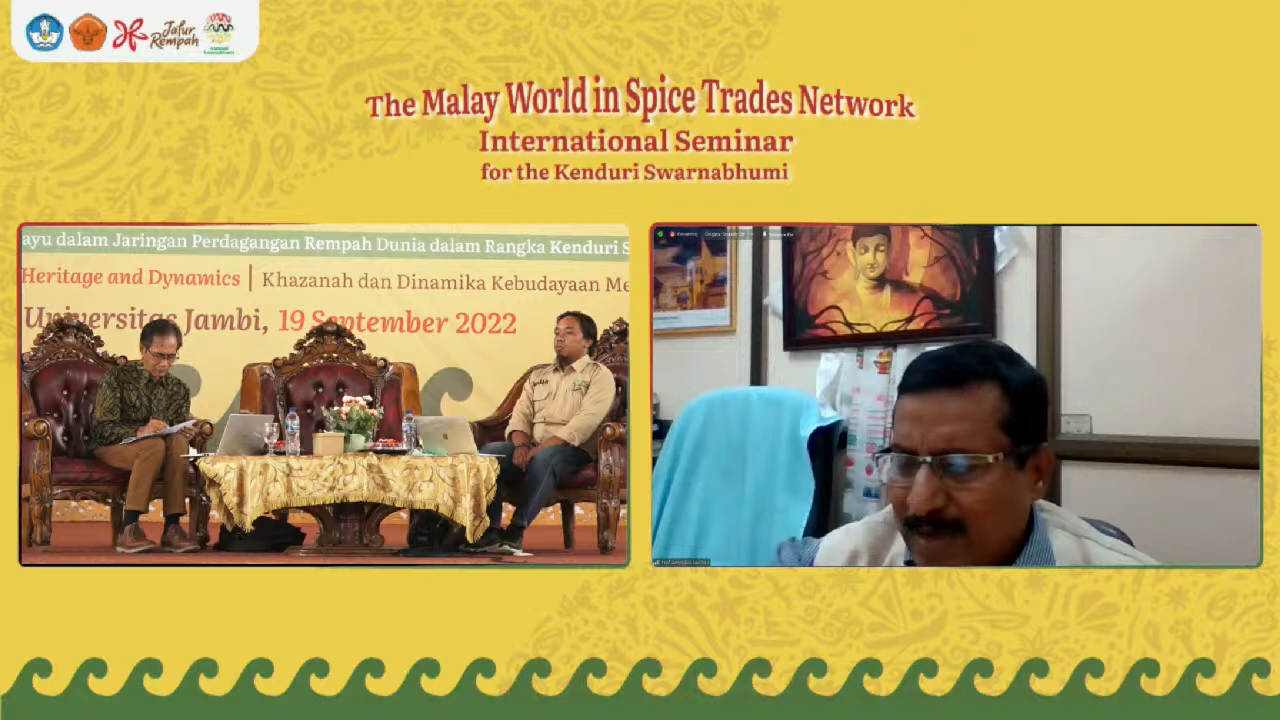 Jalur
Rempah
The Malay World in Spice Trades Network
International Seminar
for the Kenduri Swarnabhumi
ayu dalam Jaringan Perdagangan Rempah Dunia dalam Rangka Kenduri S
Heritage and Dynamics | Khazanah dan Dinamika Kebudayaan Me
Universitas Jambi, 19 September 2022